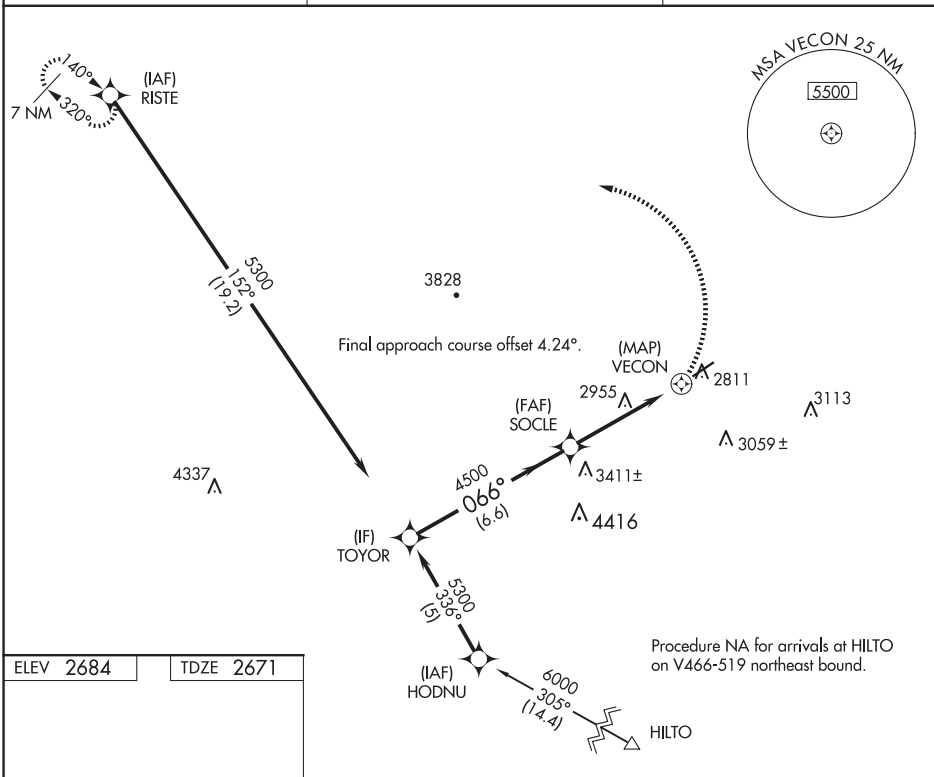 MSA VECON 25 NM
5500
140°
320°
7 NM
(IAF)
RISTE
5300
152°
(19.2)
3828
Final approach course offset 4.24°.
(MAP)
VECON
2811
2955
3113
(FAF)
SOCLE
3059±
3411±
4337
4500
066°
(6.6)
4416
(IF)
TOYOR
5300
336°
(5)
Procedure NA for arrivals at HILTO
on V466-519 northeast bound.
ELEV 2684
TDZE 2671
(IAF)
HODNU
6000
305°
(14.4)
HILTO